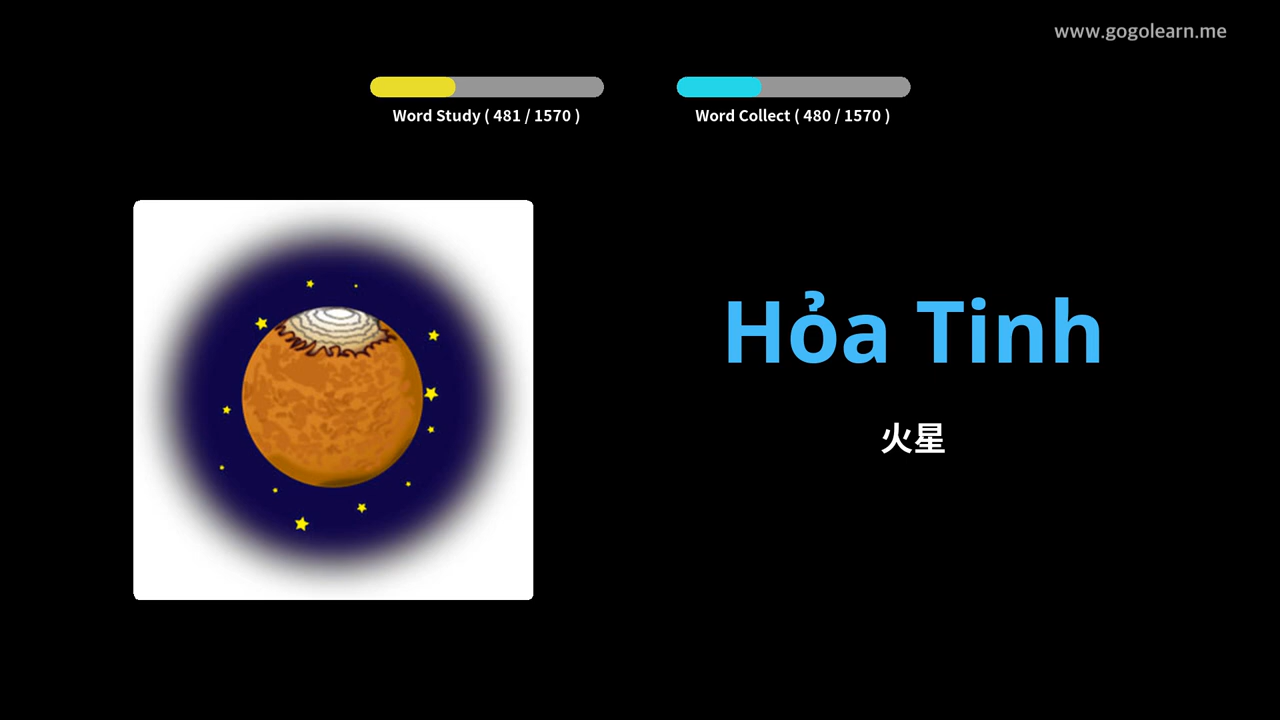 www.gogolearn.me
Word Study ( 481 / 1570 )
Word Collect ( 480 / 1570 )
Hỏa Tinh
火星